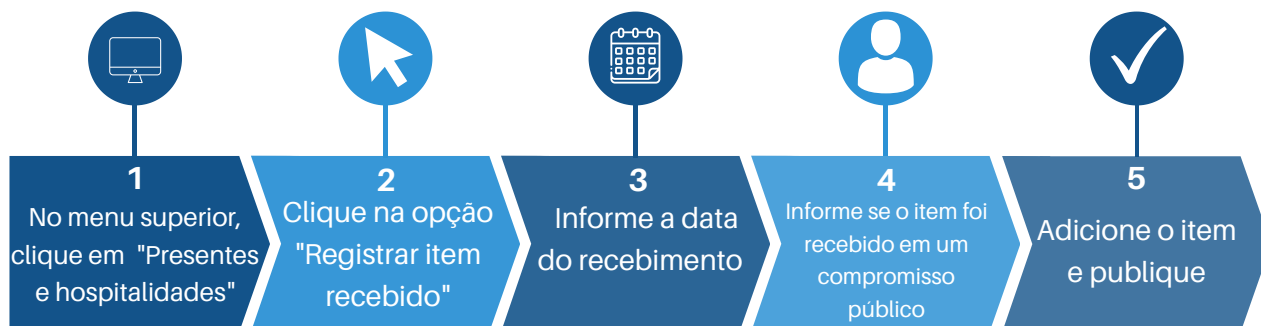 1
No menu superior,
clique em "Presentes
e hospitalidades"
2
Clique na opção
"Registrar item
recebido"
3
Informe a data
do recebimento
4
Informe se o item foi
recebido em um
compromisso
público
5
Adicione o item
e publique